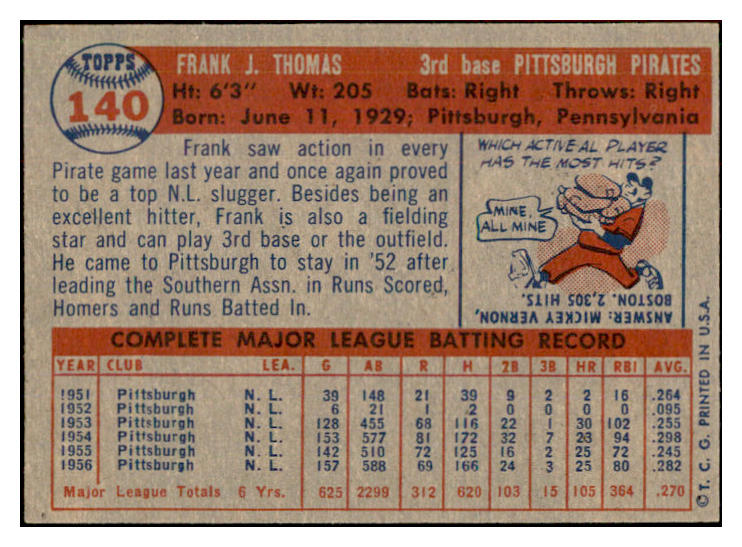 TOPPS
140
FRANK J. THOMAS 3rd base PITTSBURGH PIRATES
Ht: 6'3" Wt: 205 Bats: Right Throws: Right
Born: June 11, 1929; Pittsburgh, Pennsylvania
Frank saw action in every
Pirate game last year and once again proved
to be a top N.L. slugger. Besides being an
excellent hitter, Frank is also a fielding
star and can play 3rd base or the outfield.
He came to Pittsburgh to stay in '52 after
leading the Southern Assn. in Runs Scored,
Homers and Runs Batted In.
WHICH ACTIVE AL PLAYER
HAS THE MOST HITS?
MINE,
ALL MINE
ANSWER: MICKEY VERNON,
BOSTON. 2,305 HITS.
COMPLETE MAJOR LEAGUE BATTING RECORD
YEAR CLUB LEA. G AB R H 2B 3B HR RBI AVG.
1951 Pittsburgh N. L. 39 148 21 39 9 2 2 16 .264
1952 Pittsburgh N. L. 6 21 1 2 0 0 0 0 .095
1953 Pittsburgh N. L. 128 455 68 116 22 1 30 102 .255
1954 Pittsburgh N. L. 153 577 81 172 32 7 23 94 .298
1955 Pittsburgh N. L. 142 510 72 125 16 2 25 72 .245
1956 Pittsburgh N. L. 157 588 69 166 24 3 25 80 .282
Major League Totals 6 Yrs. 625 2299 312 620 103 15 105 364 .270
© T. C. G. PRINTED IN U.S.A.